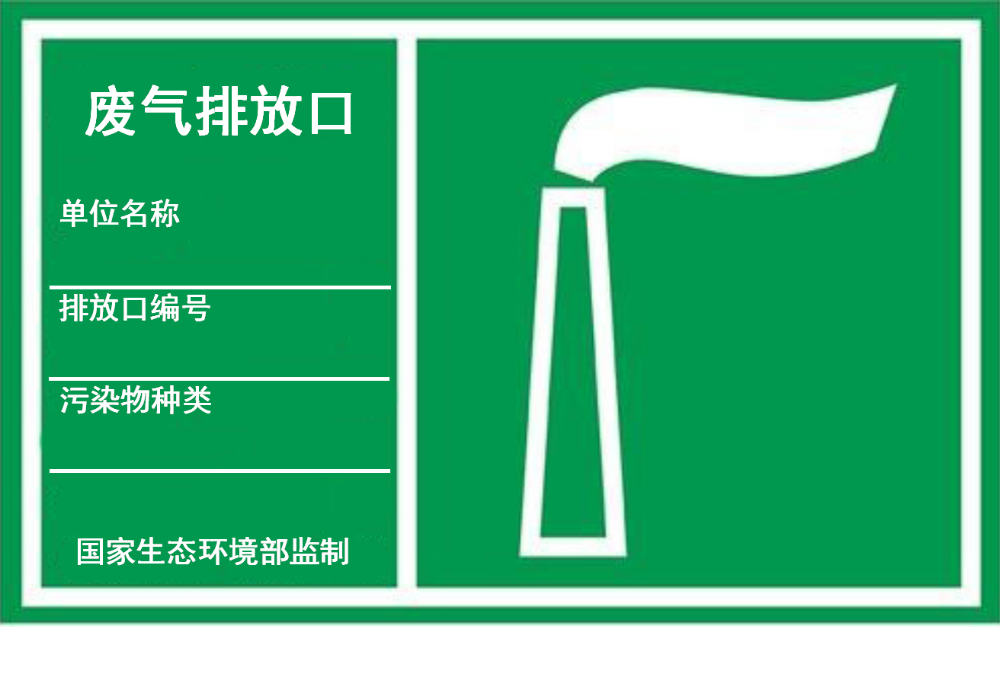 废气排放口
单位名称
排放口编号
污染物种类
国家生态环境部监制